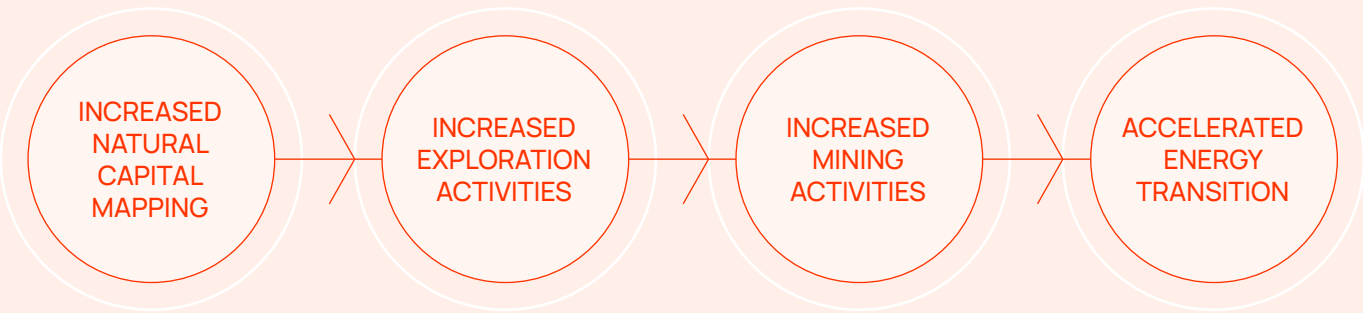 INCREASED
NATURAL
CAPITAL
MAPPING
INCREASED
EXPLORATION
ACTIVITIES
INCREASED
MINING
ACTIVITIES
ACCELERATED
ENERGY
TRANSITION